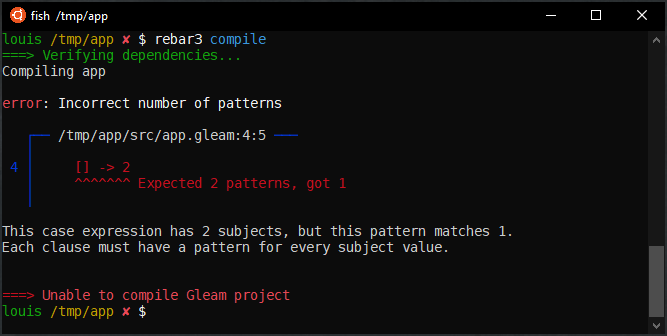 fish /tmp/app
louis /tmp/app ✘ $ rebar3 compile
===> Verifying dependencies...
Compiling app
error: Incorrect number of patterns
┌── /tmp/app/src/app.gleam:4:5 ───
4 │ [] -> 2
│ ^^^^^^^ Expected 2 patterns, got 1
This case expression has 2 subjects, but this pattern matches 1.
Each clause must have a pattern for every subject value.
===> Unable to compile Gleam project
louis /tmp/app ✘ $